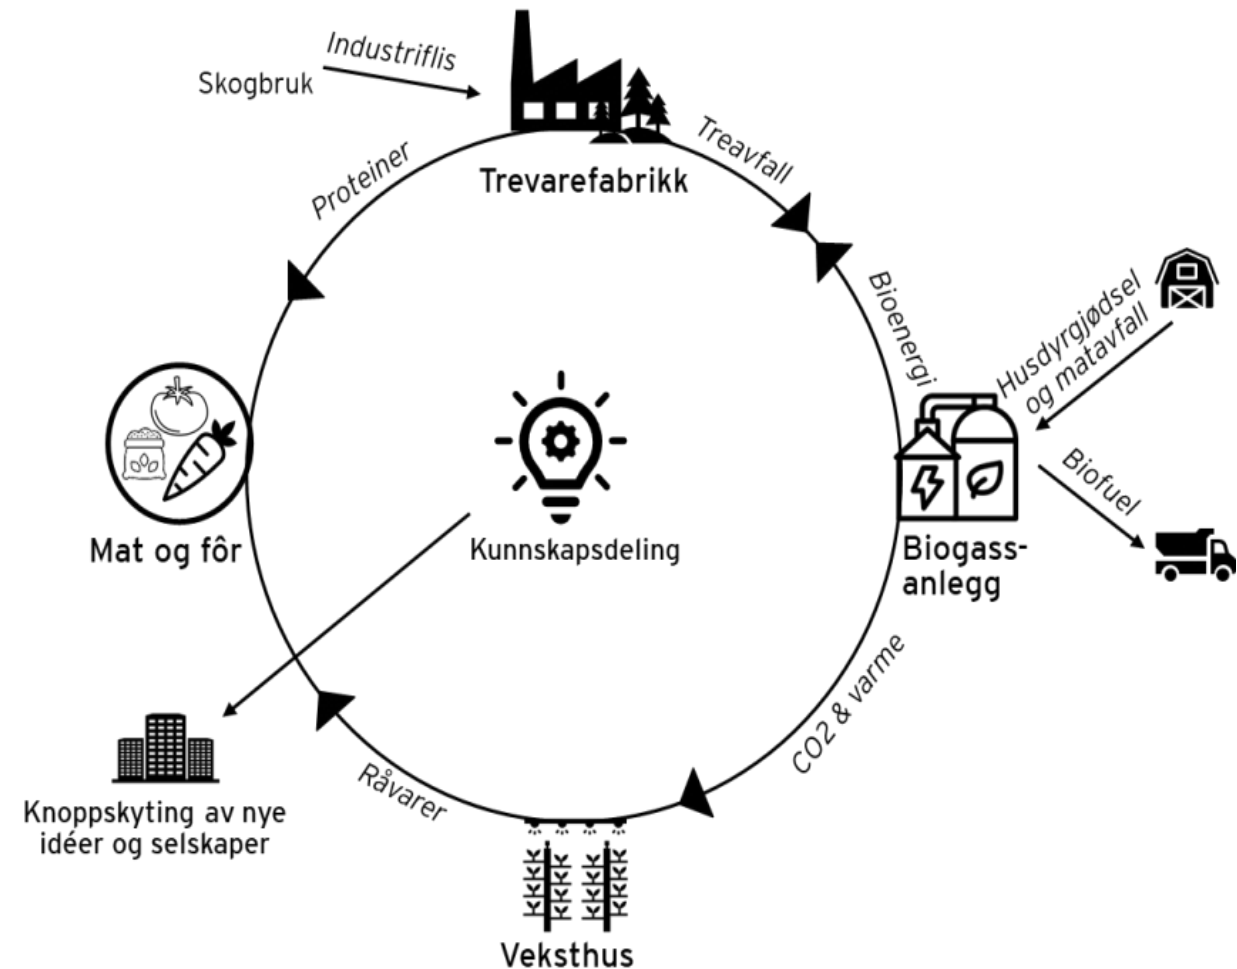 Industriflis
Skogbruk
Trevarefabrikk
Treavfall
Proteiner
Bioenergi
Husdyrgjødsel
og matavfall
Biofuel
Mat og fôr
Kunnskapsdeling
Biogass-
anlegg
CO2 & varme
Råvarer
Knoppskyting av nye
idéer og selskaper
Veksthus